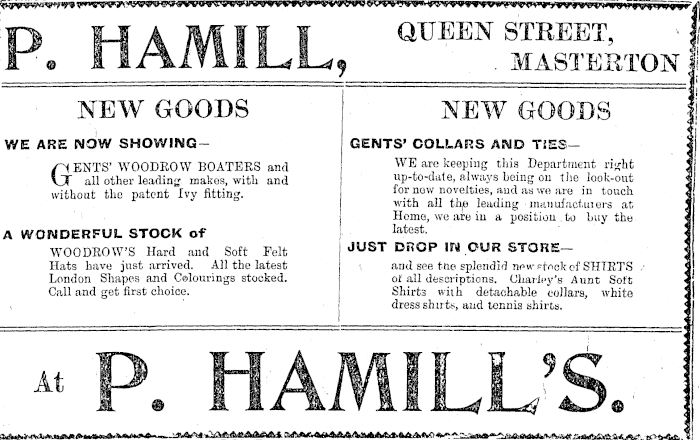 P. HAMILL,
QUEEN STREET,
MASTERTON
NEW GOODS
WE ARE NOW SHOWING—
GENTS' WOODROW BOATERS and
all other leading makes, with and
without the patent Ivy fitting.
A WONDERFUL STOCK of
WOODROW'S Hard and Soft Felt
Hats have just arrived. All the latest
London Shapes and Colourings stocked.
Call and get first choice.
NEW GOODS
GENTS' COLLARS AND TIES—
WE are keeping this Department right
up-to-date, always being on the look-out
for now novelties, and as we are in touch
with all the leading manufacturers at
Home, we are in a position to buy the
latest.
JUST DROP IN OUR STORE—
and see the splendid new stock of SHIRTS
of all descriptions. Charley's Aunt Soft
Shirts with detachable collars, white
dress shirts, and tennis shirts.
At P. HAMILL'S.